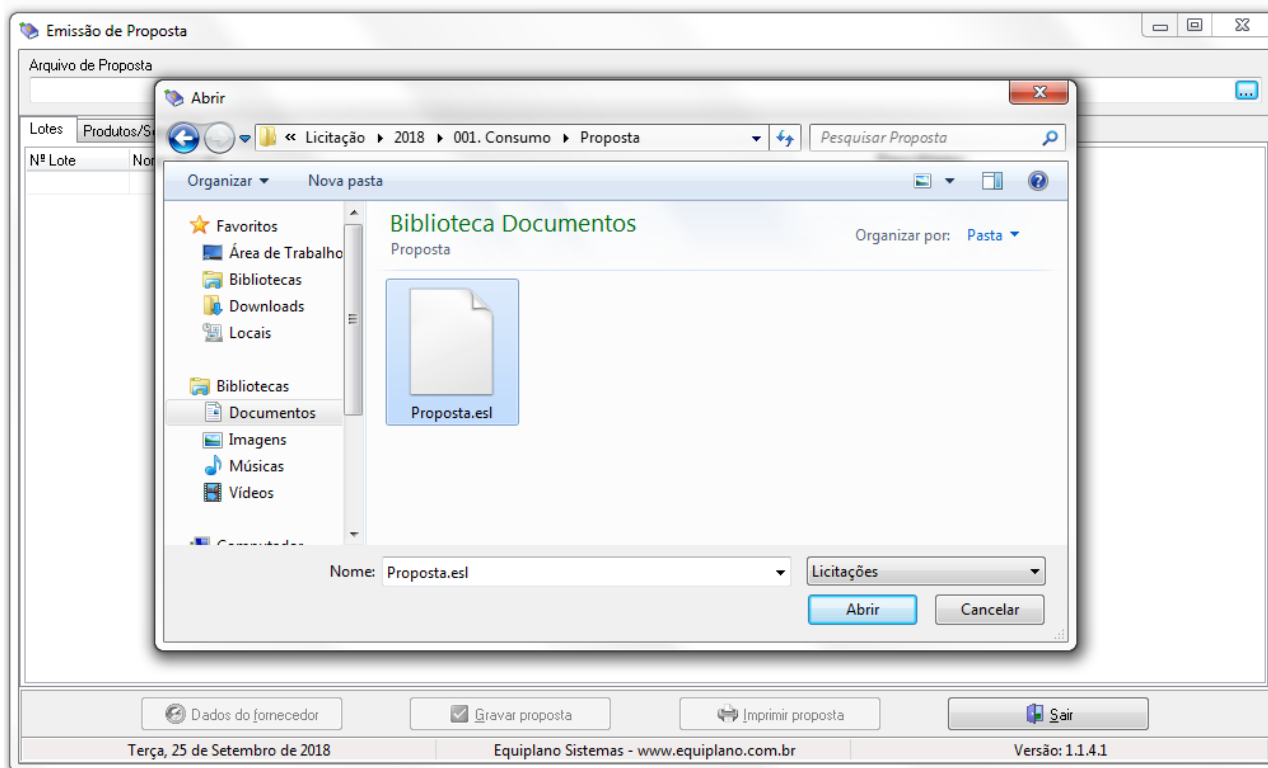 Emissão de Proposta
Arquivo de Proposta
Abrir
« Licitação 2018 001. Consumo Proposta
Pesquisar Proposta
Lotes
Nº Lote
Organizar
Nova pasta
Favoritos
Área de Trabalho
Bibliotecas
Downloads
Locais
Bibliotecas
Documentos
Imagens
Músicas
Vídeos
Biblioteca Documentos
Proposta
Organizar por: Pasta
Proposta.esl
Nome: Proposta.esl
Licitações
Abrir
Cancelar
Dados do fornecedor
Gravar proposta
Imprimir proposta
Sair
Terça, 25 de Setembro de 2018
Equiplano Sistemas - www.equiplano.com.br
Versão: 1.1.4.1